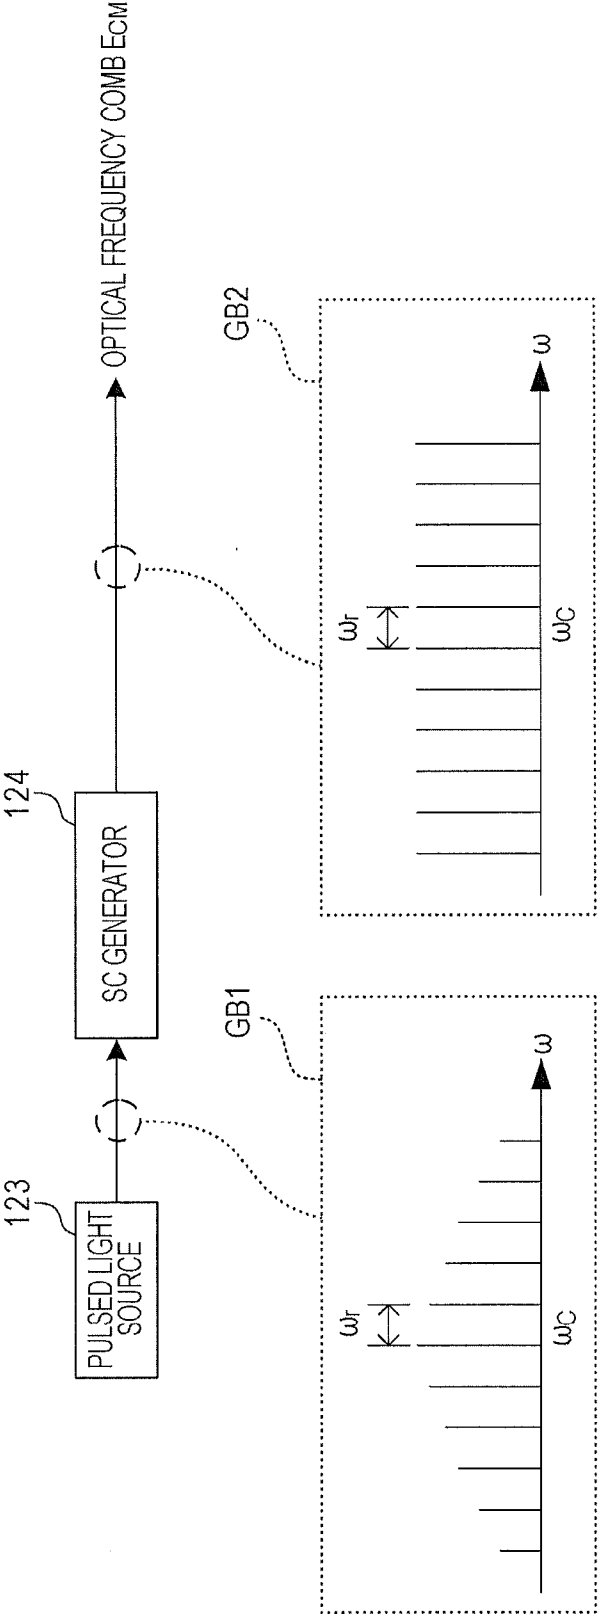 123
PULSED LIGHT
SOURCE
124
SC GENERATOR
OPTICAL FREQUENCY COMB ECM
GB1
ωr
ωC
ω
GB2
ωr
ωC
ω